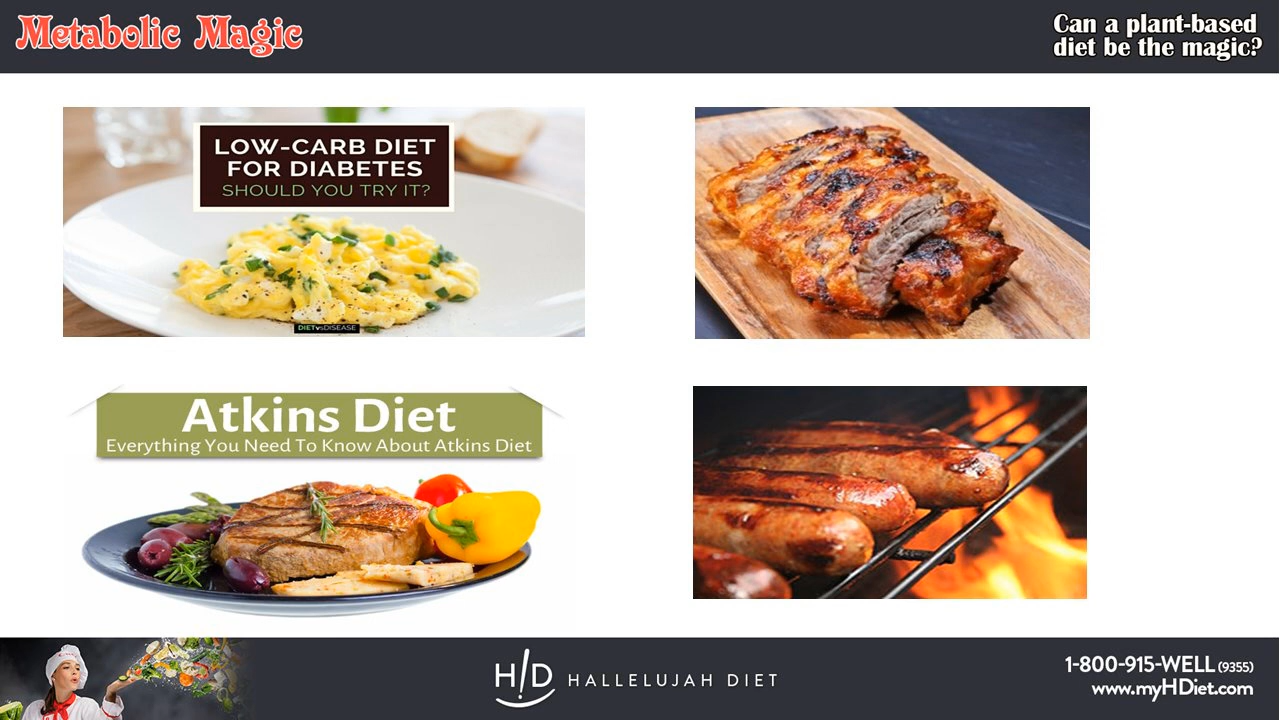 Metabolic Magic
Can a plant-based
diet be the magic?
LOW-CARB DIET
FOR DIABETES
SHOULD YOU TRY IT?
DIETvsDISEASE
Atkins Diet
Everything You Need To Know About Atkins Diet
H!D HALLELUJAH DIET
1-800-915-WELL (9355)
www.myHDiet.com